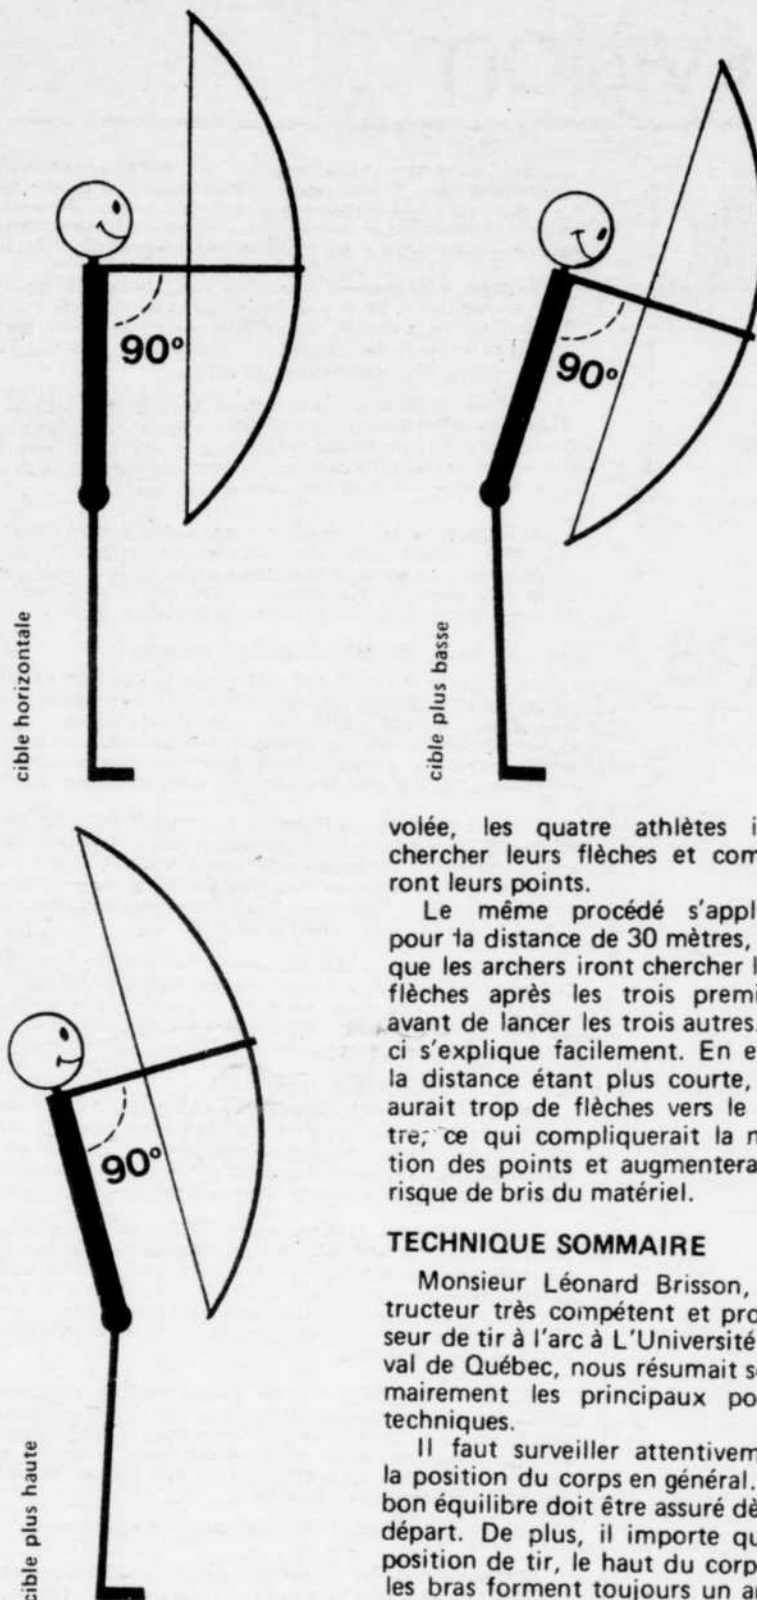 90°
cible horizontale
90°
cible plus basse
90°
cible plus haute
volée, les quatre athlètes i
chercher leurs flèches et com
ront leurs points.
Le même procédé s'appl
pour la distance de 30 mètres,
que les archers iront chercher l
flèches après les trois premi
avant de lancer les trois autres.
ci s'explique facilement. En e
la distance étant plus courte,
aurait trop de flèches vers le
tre, ce qui compliquerait la n
tion des points et augmentera
risque de bris du matériel.
TECHNIQUE SOMMAIRE
Monsieur Léonard Brisson,
tructeur très compétent et pro
seur de tir à l'arc à L'Université
val de Québec, nous résumait s
mairement les principaux po
techniques.
Il faut surveiller attentivem
la position du corps en général.
bon équilibre doit être assuré dè
départ. De plus, il importe qu
position de tir, le haut du corp
les bras forment toujours un a